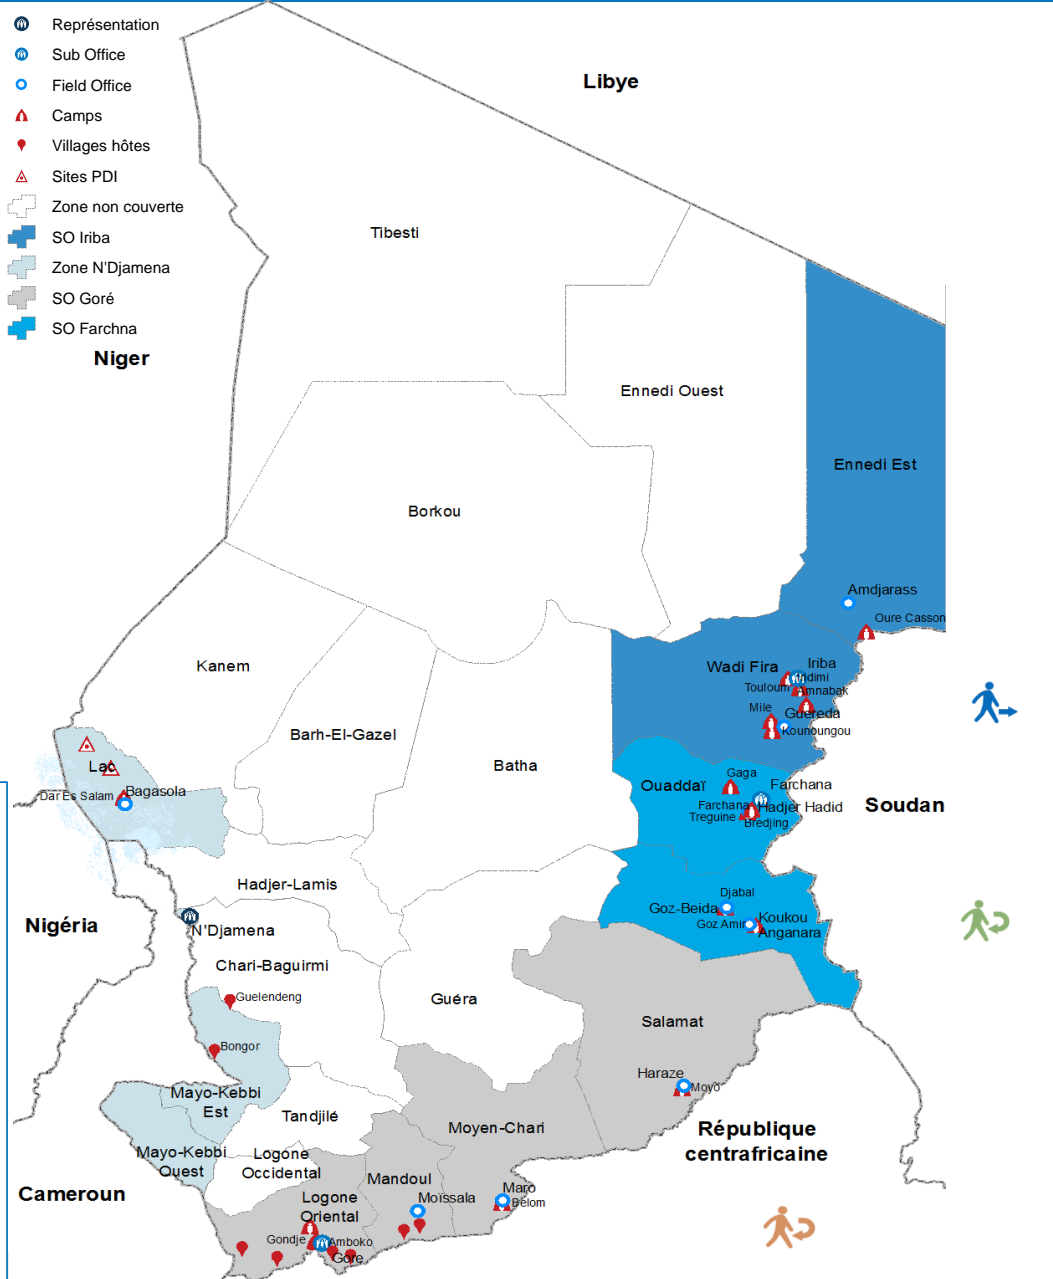 Représentation
Sub Office
Field Office
Camps
Villages hôtes
Sites PDI
Zone non couverte
SO Iriba
Zone N'Djamena
SO Goré
SO Farchna
Libye
Niger
Tibesti
Ennedi Ouest
Ennedi Est
Borkou
Amdjarass
Oure Casson
Kanem
Wadi Fira
Iriba
Touloum
Amnabak
Mile
Guereda
Kounoungou
Barh-El-Gazel
Batha
Lac
Dar Es Salam
Bagasola
Ouaddaï
Gaga
Farchana
Farchana
Hadjer Hadid
Treguine
Bredjing
Soudan
Hadjer-Lamis
Djabal
Goz-Beida
Goz Amir
Koukou
Anganara
Nigéria
N'Djamena
Chari-Baguirmi
Guelendeng
Guéra
Salamat
Bongor
Haraze
Moyo
Mayo-Kebbi
Est
Tandjilé
Moyen-Chari
République
centrafricaine
Mayo-Kebbi
Ouest
Logone
Occidental
Cameroun
Mandoul
Logone
Oriental
Moïssala
Maro
Belom
Gondje
Amboko
Gore